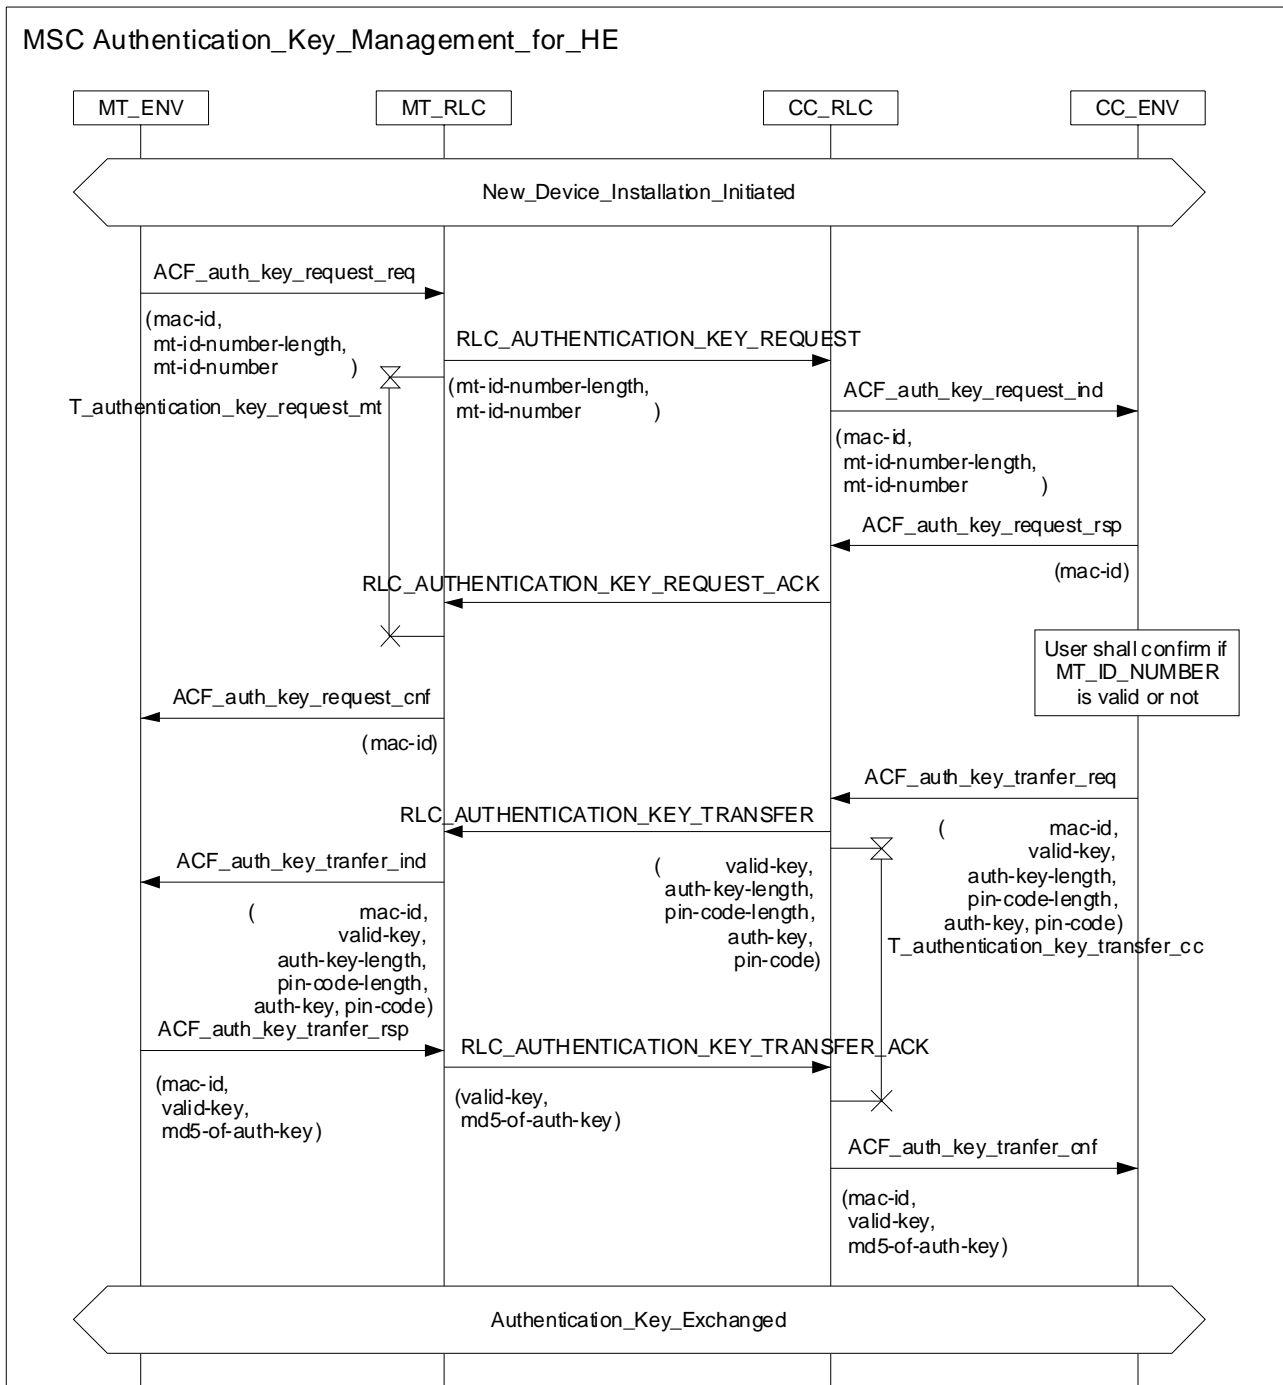 MSC Authentication_Key_Management_for_HE
MT_ENV
MT_RLC
CC_RLC
CC_ENV
New_Device_Installation_Initiated
ACF_auth_key_request_req
(mac-id,
mt-id-number-length,
mt-id-number )
RLC_AUTHENTICATION_KEY_REQUEST
T_authentication_key_request_mt
(mt-id-number-length,
mt-id-number )
ACF_auth_key_request_ind
(mac-id,
mt-id-number-length,
mt-id-number )
ACF_auth_key_request_rsp
(mac-id)
RLC_AUTHENTICATION_KEY_REQUEST_ACK
User shall confirm if
MT_ID_NUMBER
is valid or not
ACF_auth_key_request_cnf
(mac-id)
ACF_auth_key_tranfer_req
( mac-id,
valid-key,
auth-key-length,
pin-code-length,
auth-key, pin-code)
RLC_AUTHENTICATION_KEY_TRANSFER
( valid-key,
auth-key-length,
pin-code-length,
auth-key,
pin-code)
T_authentication_key_transfer_cc
ACF_auth_key_tranfer_ind
( mac-id,
valid-key,
auth-key-length,
pin-code-length,
auth-key, pin-code)
ACF_auth_key_tranfer_rsp
(mac-id,
valid-key,
md5-of-auth-key)
RLC_AUTHENTICATION_KEY_TRANSFER_ACK
(valid-key,
md5-of-auth-key)
ACF_auth_key_tranfer_cnf
(mac-id,
valid-key,
md5-of-auth-key)
Authentication_Key_Exchanged